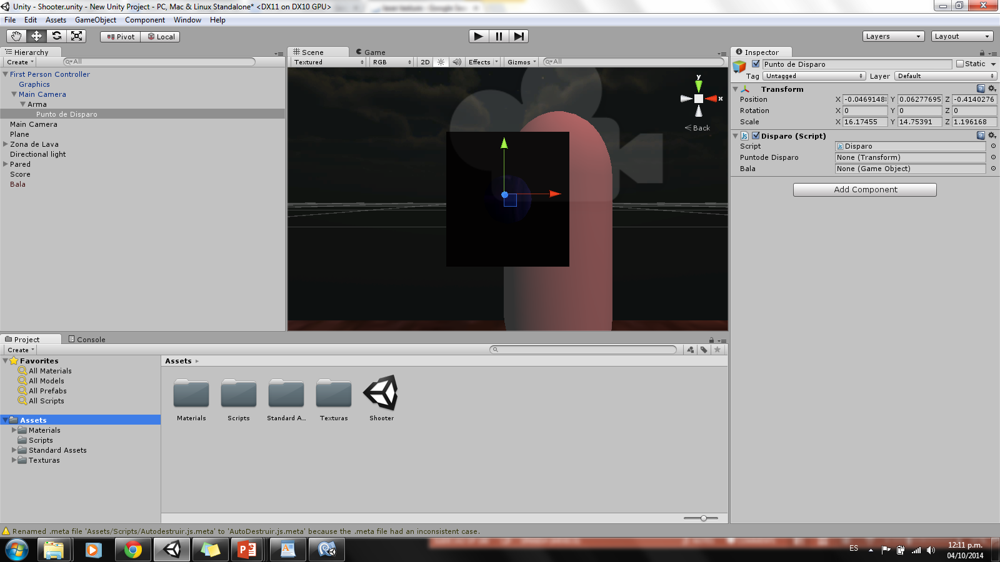 Unity - Shooter.unity - New Unity Project - PC, Mac & Linux Standalone* <DX11 on DX10 GPU>
File Edit Assets GameObject Component Window Help
Pivot Local Layers Layout
Hierarchy
Create All
First Person Controller
Graphics
Main Camera
Arma
Punto de Disparo
Main Camera
Plane
Zona de Lava
Directional light
Pared
Score
Bala
Scene Game
Textured RGB 2D Effects Gizmos All
y
x
Back
Inspector
Punto de Disparo Static
Tag Untagged Layer Default
Transform
Position X -0.0469148 Y 0.06277695 Z -0.4140276
Rotation X 0 Y 0 Z 0
Scale X 16.17455 Y 14.75391 Z 1.196168
Disparo (Script)
Script Disparo
Puntode Disparo None (Transform)
Bala None (Game Object)
Add Component
Project Console
Create
Favorites
All Materials
All Models
All Prefabs
All Scripts
Assets
Materials
Scripts
Standard Assets
Texturas
Assets
Materials Scripts Standard A... Texturas Shooter
Renamed .meta file 'Assets/Scripts/Autodestruir.js.meta' to 'AutoDestruir.js.meta' because the .meta file had an inconsistent case.
ES
12:11 p.m.
04/10/2014